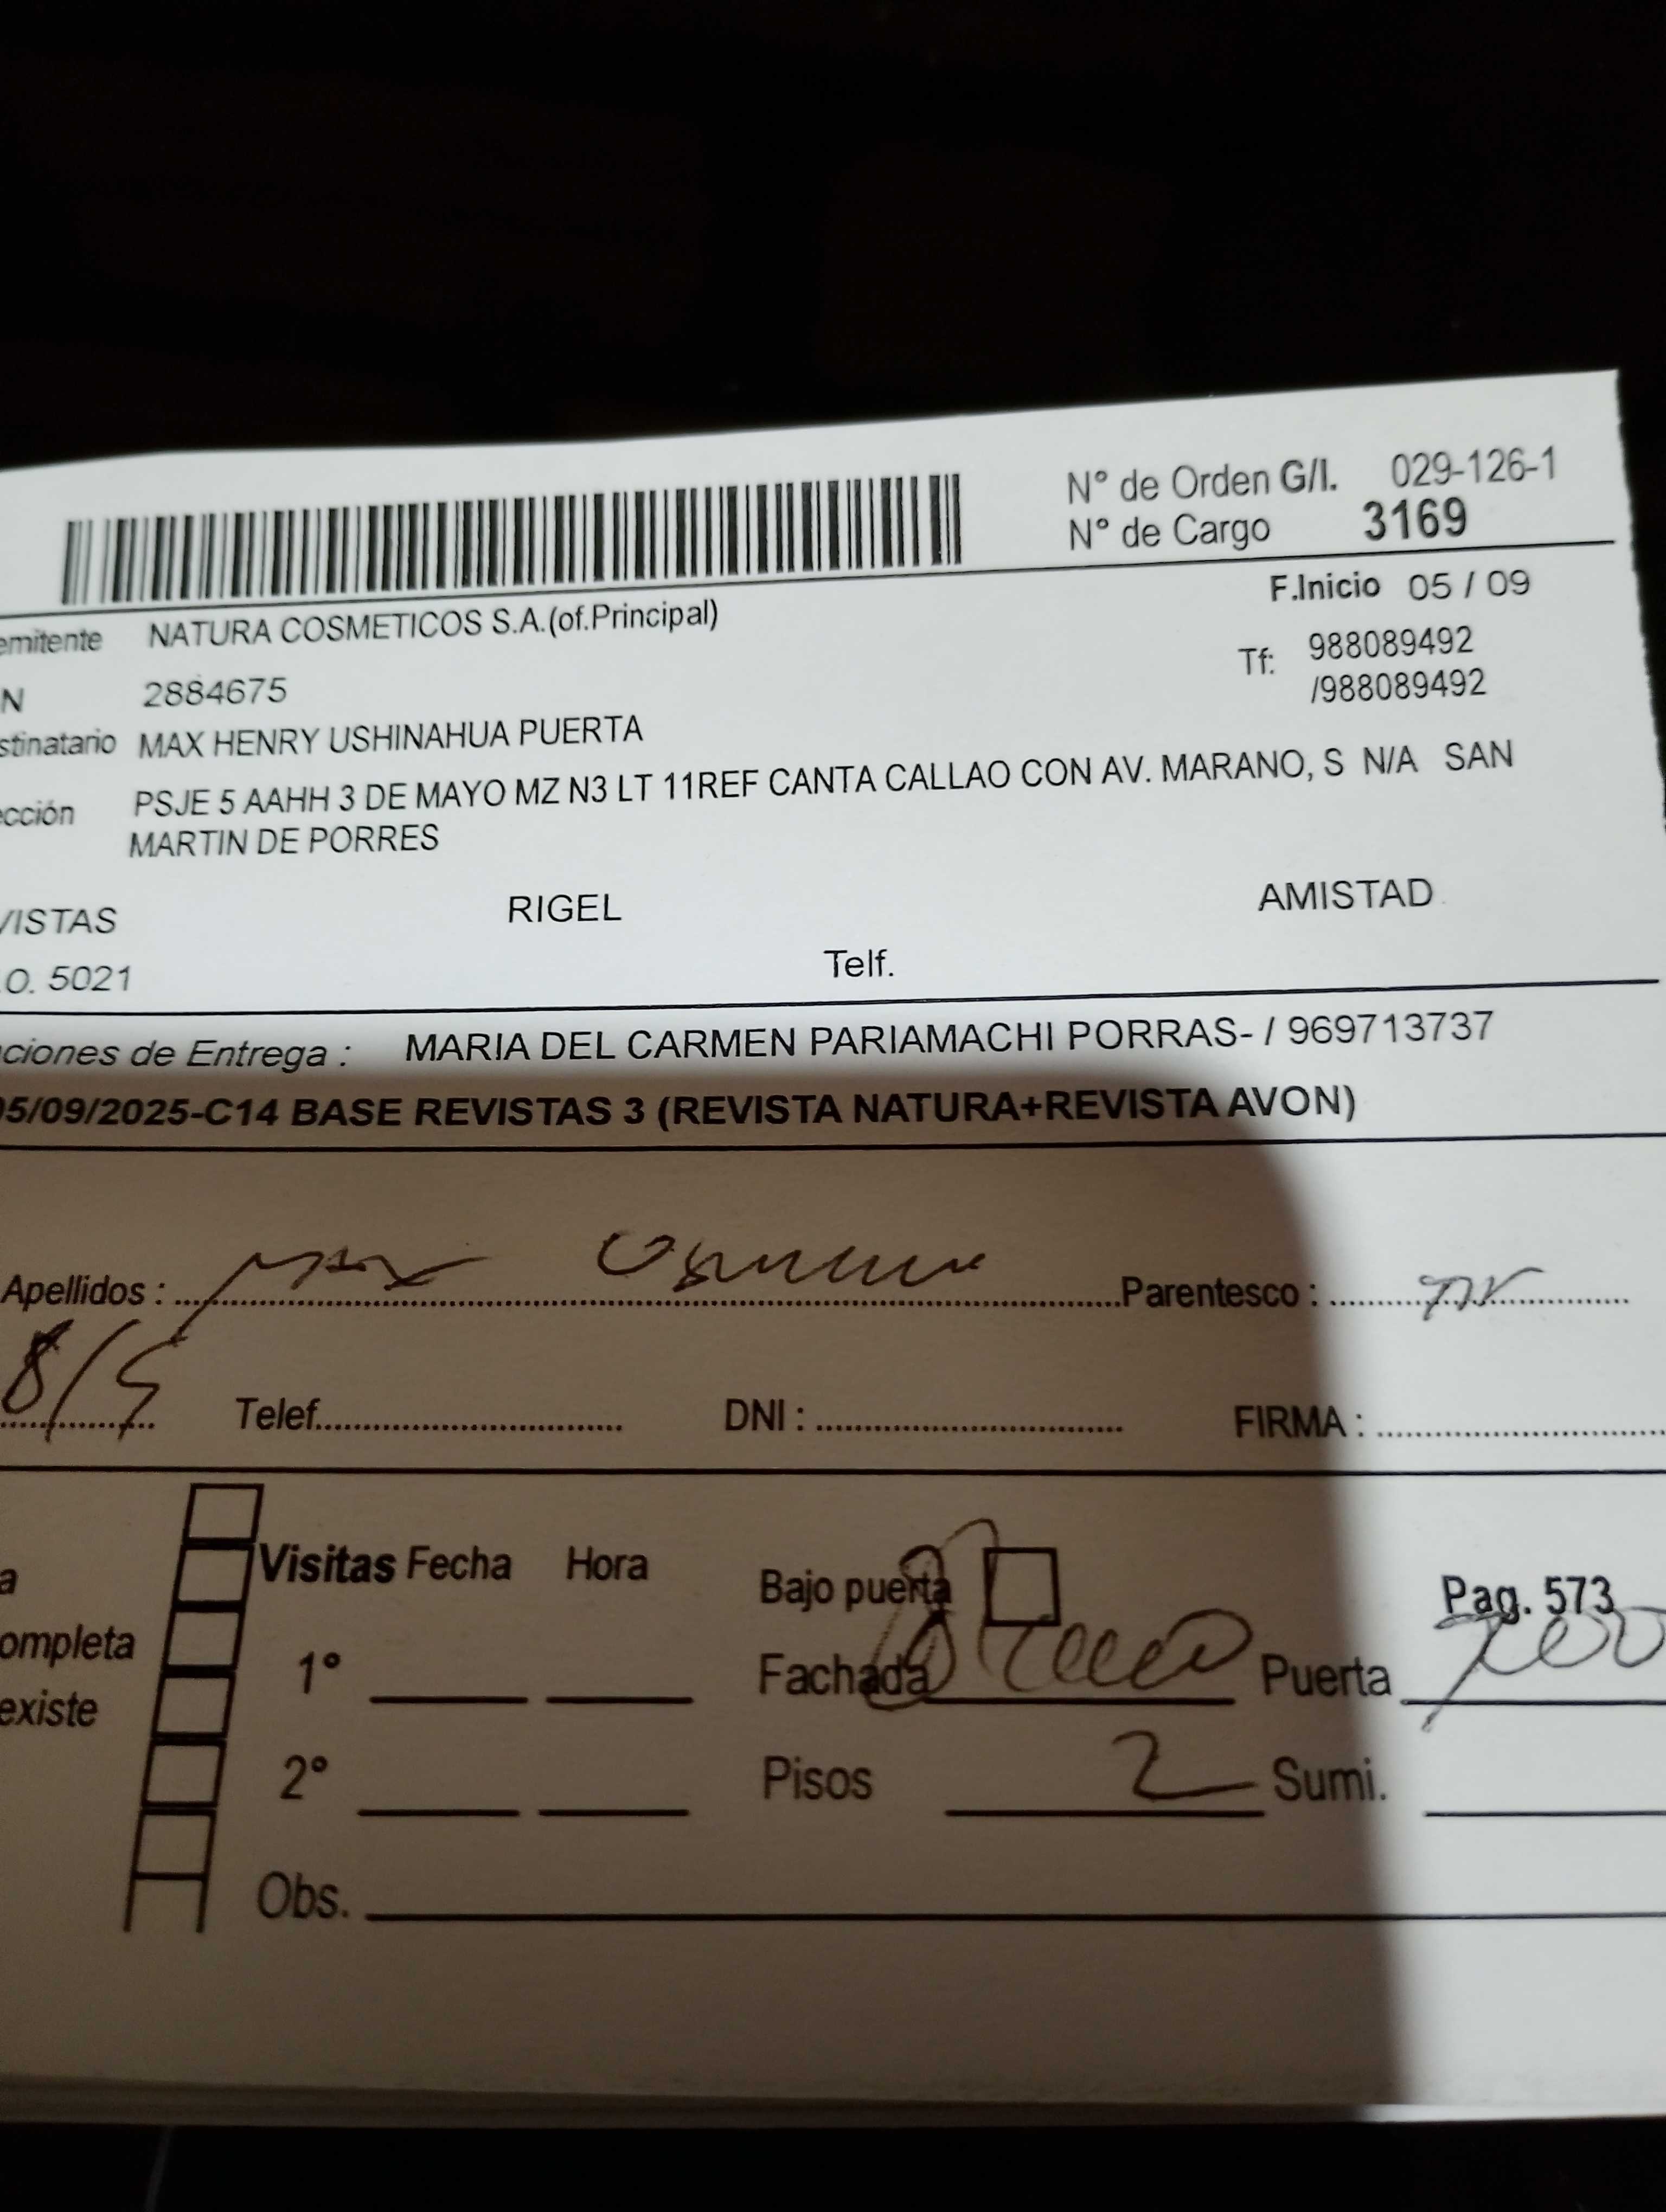 N° de Orden G/I. 029-126-1
N° de Cargo 3169
F.Inicio 05 / 09
emitente NATURA COSMETICOS S.A.(of.Principal)
Tf: 988089492
/988089492
N 2884675
stinatario MAX HENRY USHINAHUA PUERTA
cción PSJE 5 AAHH 3 DE MAYO MZ N3 LT 11REF CANTA CALLAO CON AV. MARANO, S N/A SAN
MARTIN DE PORRES
VISTAS RIGEL AMISTAD
O. 5021 Telf.
ciones de Entrega : MARIA DEL CARMEN PARIAMACHI PORRAS- / 969713737
05/09/2025-C14 BASE REVISTAS 3 (REVISTA NATURA+REVISTA AVON)
Apellidos : Max Parentesco :
8/5 Telef. DNI : FIRMA :
Visitas Fecha Hora Bajo puerta Pag. 573
a
ompleta 1° Fachada Puerta
existe
2° Pisos 2 Sumi.
Obs.